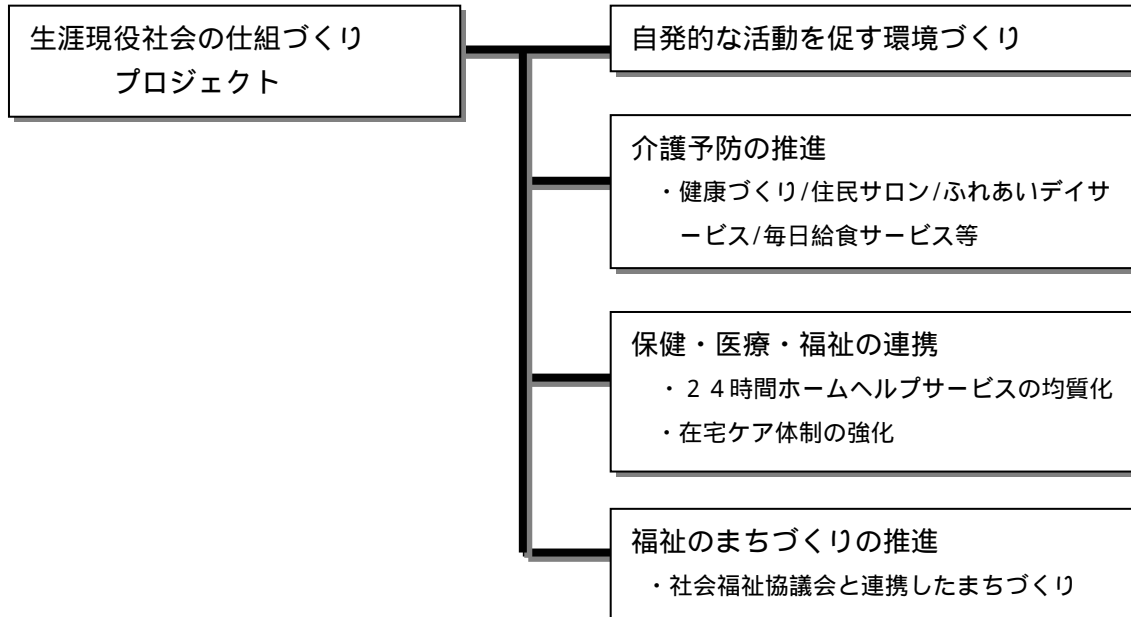 生涯現役社会の仕組づくり
プロジェクト
自発的な活動を促す環境づくり
介護予防の推進
・健康づくり/住民サロン/ふれあいデイサ
ービス/毎日給食サービス等
保健・医療・福祉の連携
・２４時間ホームヘルプサービスの均質化
・在宅ケア体制の強化
福祉のまちづくりの推進
・社会福祉協議会と連携したまちづくり